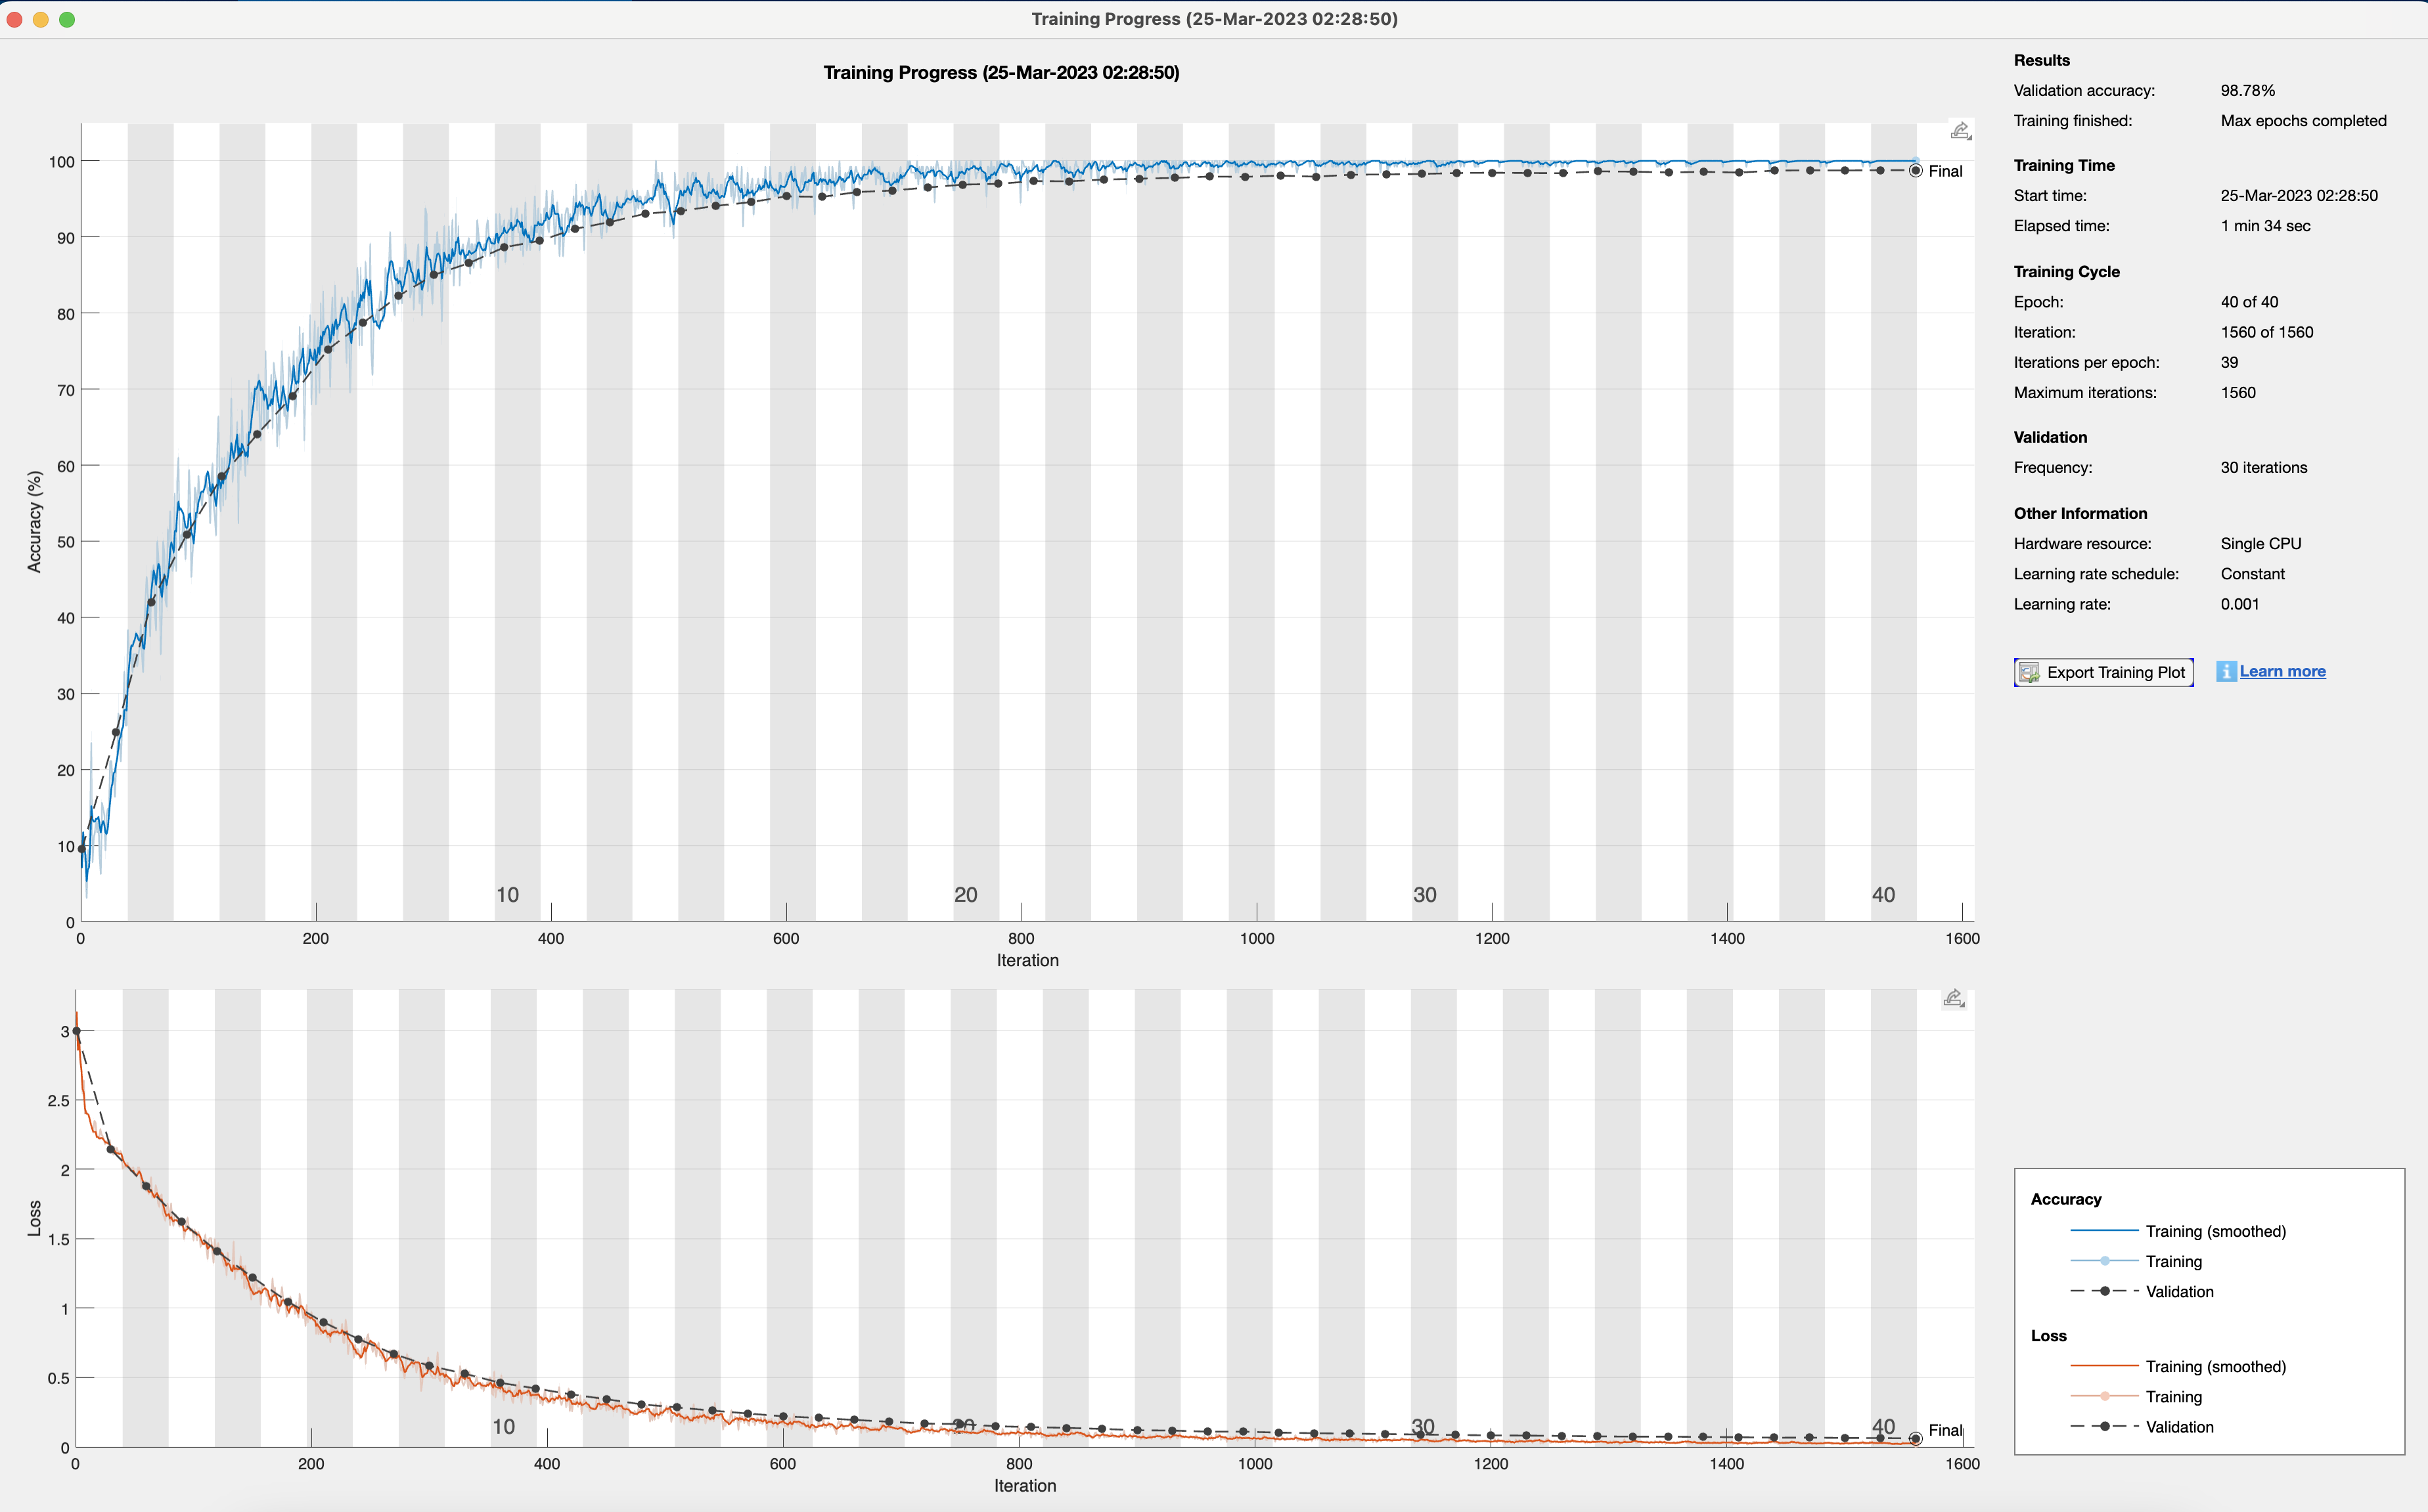 Training Progress (25-Mar-2023 02:28:50)
Training Progress (25-Mar-2023 02:28:50)
100
90
80
70
60
50
40
30
20
10
0
Accuracy (%)
10 20 30 40
Final
0 200 400 600 800 1000 1200 1400 1600
Iteration
3
2.5
2
1.5
1
0.5
0
Loss
10 20 30 40
Final
0 200 400 600 800 1000 1200 1400 1600
Iteration
Results
Validation accuracy: 98.78%
Training finished: Max epochs completed
Training Time
Start time: 25-Mar-2023 02:28:50
Elapsed time: 1 min 34 sec
Training Cycle
Epoch: 40 of 40
Iteration: 1560 of 1560
Iterations per epoch: 39
Maximum iterations: 1560
Validation
Frequency: 30 iterations
Other Information
Hardware resource: Single CPU
Learning rate schedule: Constant
Learning rate: 0.001
Export Training Plot i Learn more
Accuracy
Training (smoothed)
Training
Validation
Loss
Training (smoothed)
Training
Validation